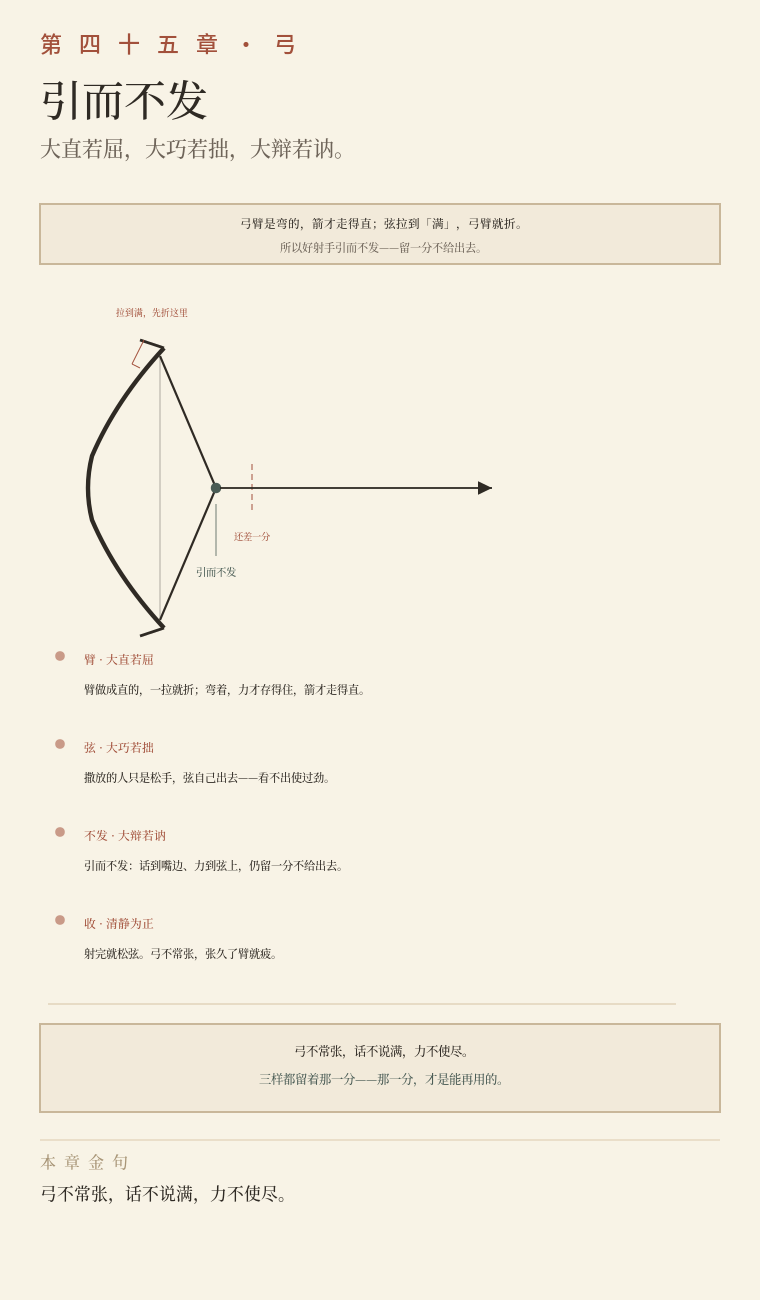 第四十五章·弓
引而不发
大直若屈，大巧若拙，大辩若讷。
弓臂是弯的，箭才走得直；弦拉到「满」，弓臂就折。
所以好射手引而不发——留一分不给出去。
拉到满，先折这里
还差一分
引而不发
臂 · 大直若屈
臂做成直的，一拉就折；弯着，力才存得住，箭才走得直。
弦 · 大巧若拙
撒放的人只是松手，弦自己出去——看不出使过劲。
不发 · 大辩若讷
引而不发：话到嘴边、力到弦上，仍留一分不给出去。
收 · 清静为正
射完就松弦。弓不常张，张久了臂就疲。
弓不常张，话不说满，力不使尽。
三样都留着那一分——那一分，才是能再用的。
本章金句
弓不常张，话不说满，力不使尽。